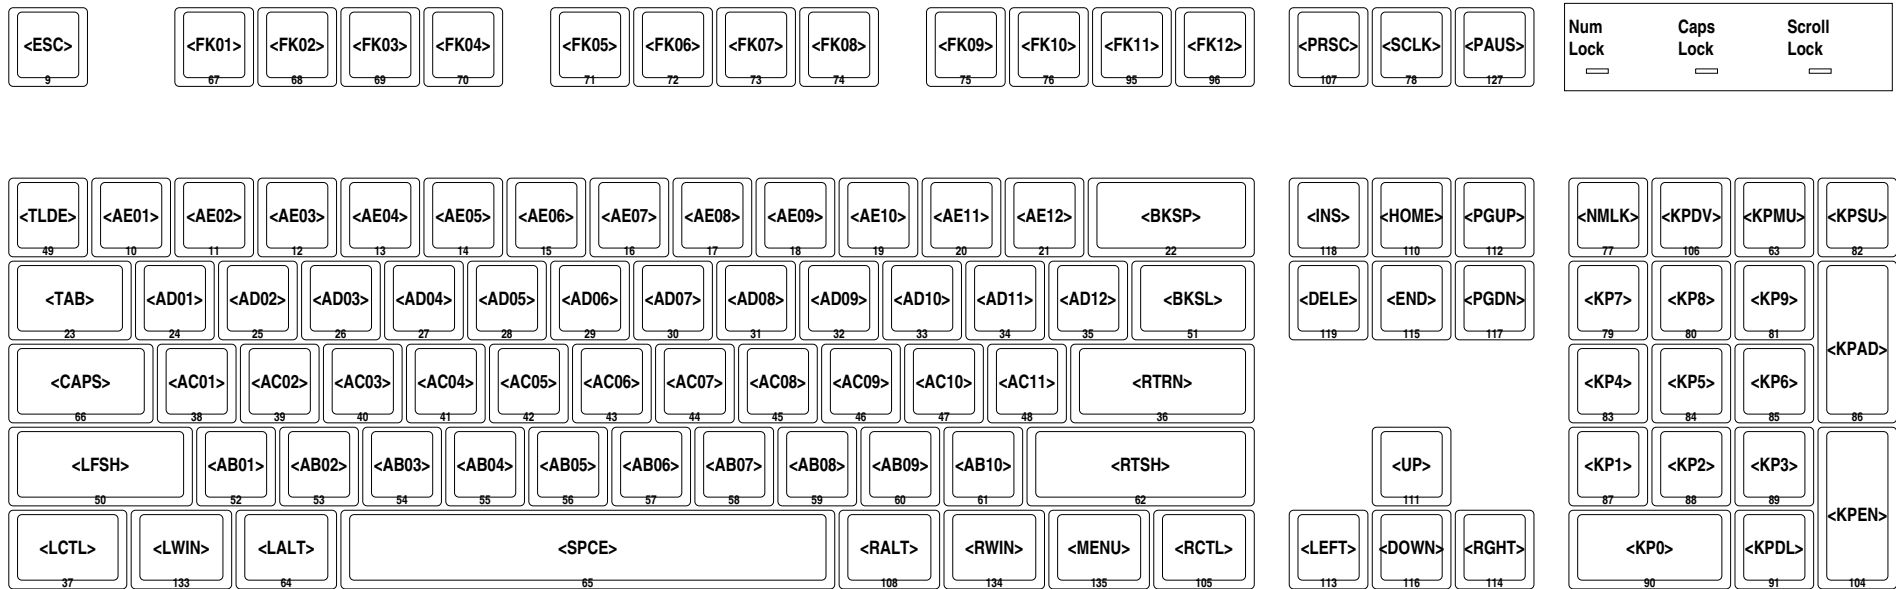 <ESC> <FK01> <FK02> <FK03> <FK04> <FK05> <FK06> <FK07> <FK08> <FK09> <FK10> <FK11> <FK12> <PRSC> <SCLK> <PAUS> Num Lock Caps Lock Scroll Lock
9 67 68 69 70 71 72 73 74 75 76 95 96 107 78 127
<TLDE> <AE01> <AE02> <AE03> <AE04> <AE05> <AE06> <AE07> <AE08> <AE09> <AE10> <AE11> <AE12> <BKSP> <INS> <HOME> <PGUP> <NMLK> <KPDV> <KPMU> <KPSU>
49 10 11 12 13 14 15 16 17 18 19 20 21 22 118 110 112 77 106 63 82
<TAB> <AD01> <AD02> <AD03> <AD04> <AD05> <AD06> <AD07> <AD08> <AD09> <AD10> <AD11> <AD12> <BKSL> <DELE> <END> <PGDN> <KP7> <KP8> <KP9>
23 24 25 26 27 28 29 30 31 32 33 34 35 51 119 115 117 79 80 81
<KPAD>
<CAPS> <AC01> <AC02> <AC03> <AC04> <AC05> <AC06> <AC07> <AC08> <AC09> <AC10> <AC11> <RTRN> <KP4> <KP5> <KP6>
66 38 39 40 41 42 43 44 45 46 47 48 36 83 84 85 86
<LFSH> <AB01> <AB02> <AB03> <AB04> <AB05> <AB06> <AB07> <AB08> <AB09> <AB10> <RTSH> <UP> <KP1> <KP2> <KP3>
50 52 53 54 55 56 57 58 59 60 61 62 111 87 88 89
<KPEN>
<LCTL> <LWIN> <LALT> <SPCE> <RALT> <RWIN> <MENU> <RCTL> <LEFT> <DOWN> <RGHT> <KP0> <KPDL>
37 133 64 65 108 134 135 105 113 116 114 90 91 104